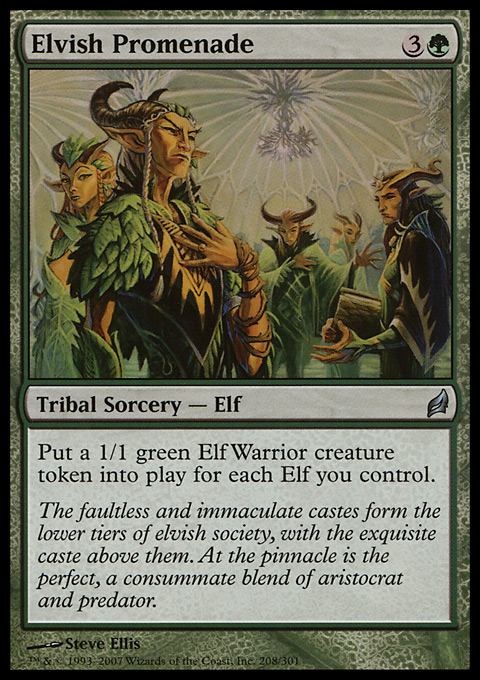 Elvish Promenade 3
Tribal Sorcery — Elf
Put a 1/1 green Elf Warrior creature
token into play for each Elf you control.
The faultless and immaculate castes form the
lower tiers of elvish society, with the exquisite
caste above them. At the pinnacle is the
perfect, a consummate blend of aristocrat
and predator.
Steve Ellis
™ & © 1993–2007 Wizards of the Coast, Inc. 208/301